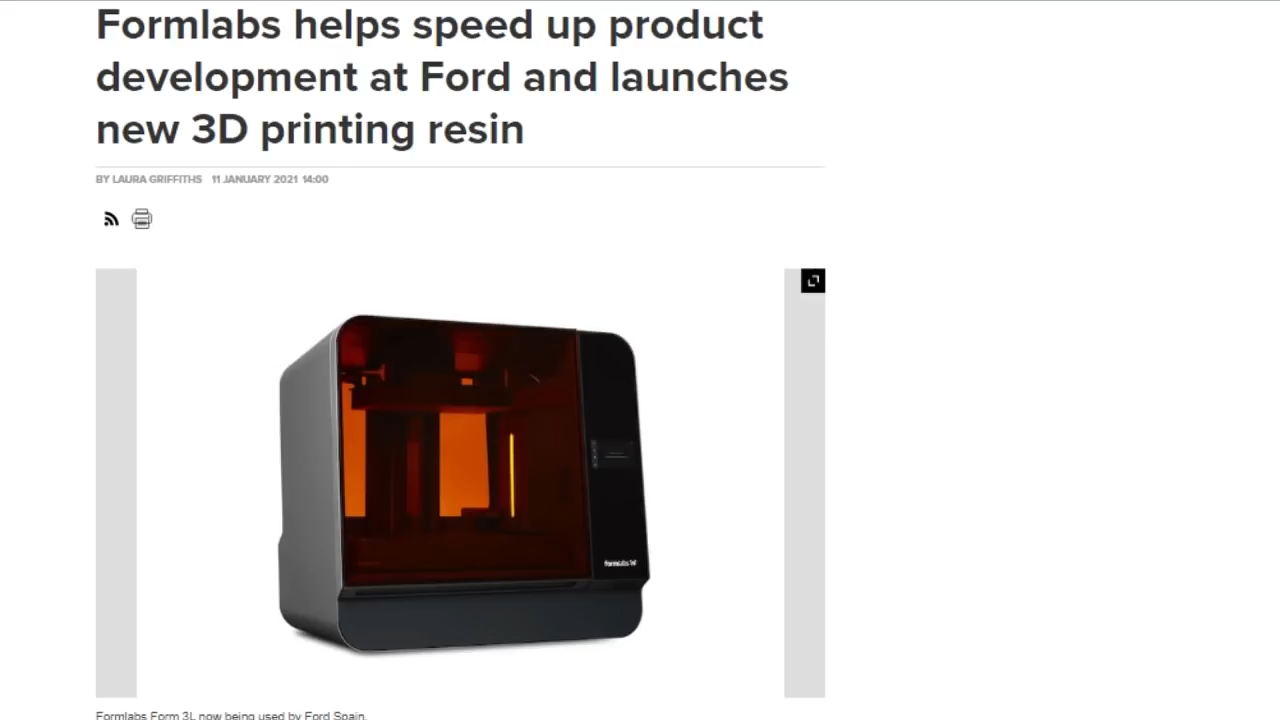 Formlabs helps speed up product
development at Ford and launches
new 3D printing resin
BY LAURA GRIFFITHS 11 JANUARY 2021 14:00
formlabs
Formlabs Form 3L now being used by Ford Spain.